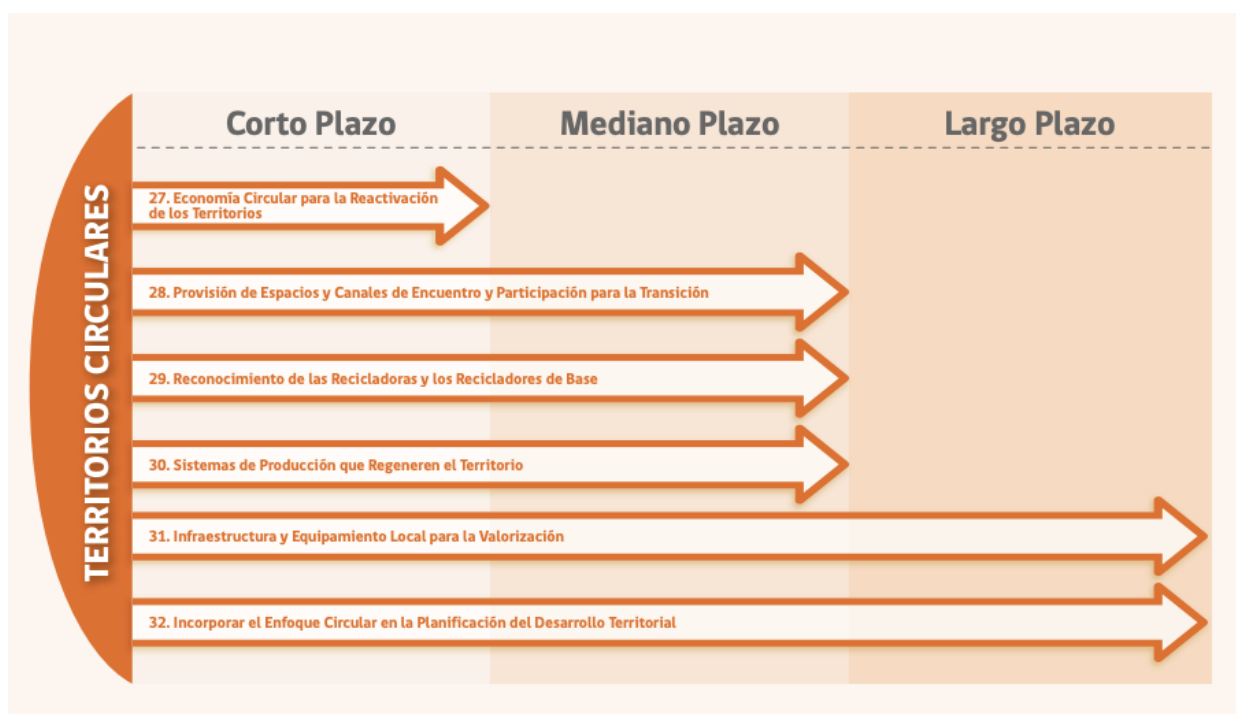 TERRITORIOS CIRCULARES
Corto Plazo
Mediano Plazo
Largo Plazo
27. Economía Circular para la Reactivación
de los Territorios
28. Provisión de Espacios y Canales de Encuentro y Participación para la Transición
29. Reconocimiento de las Recicladoras y los Recicladores de Base
30. Sistemas de Producción que Regeneren el Territorio
31. Infraestructura y Equipamiento Local para la Valorización
32. Incorporar el Enfoque Circular en la Planificación del Desarrollo Territorial